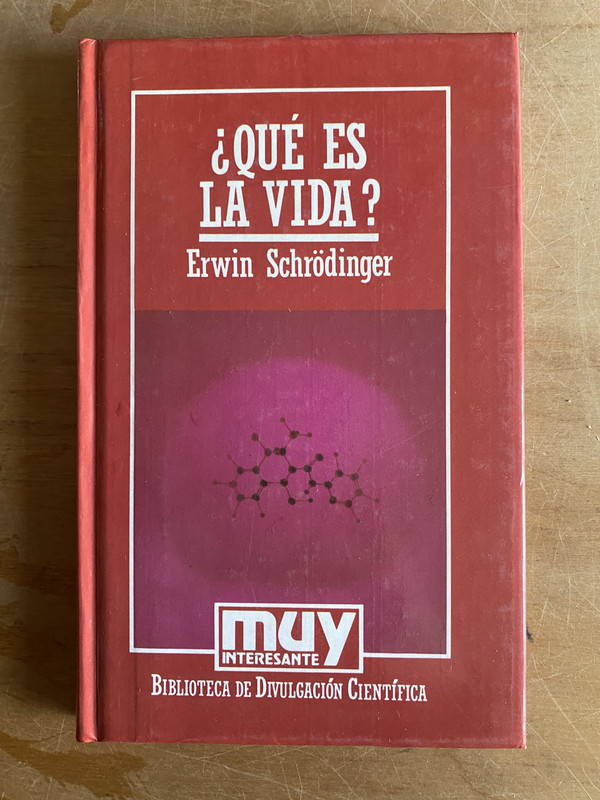 ¿QUÉ ES
LA VIDA?
Erwin Schrödinger
muy
INTERESANTE
BIBLIOTECA DE DIVULGACIÓN CIENTÍFICA